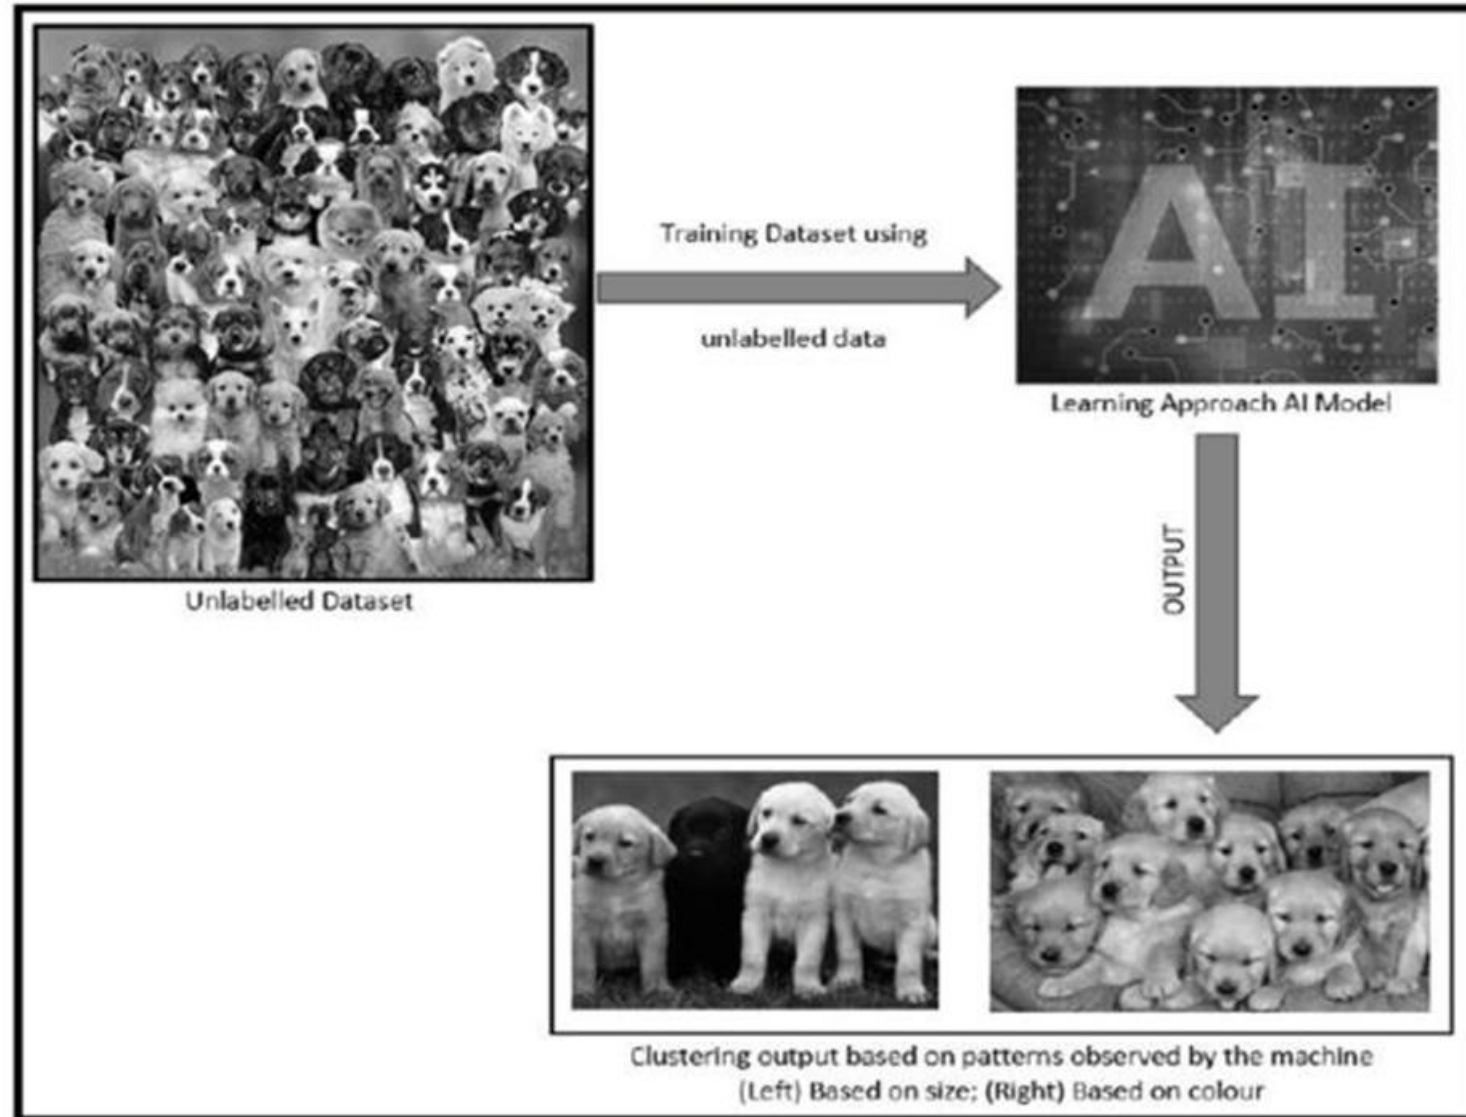 Training Dataset using
unlabelled data
AI
Learning Approach AI Model
Unlabelled Dataset
OUTPUT
Clustering output based on patterns observed by the machine
(Left) Based on size; (Right) Based on colour